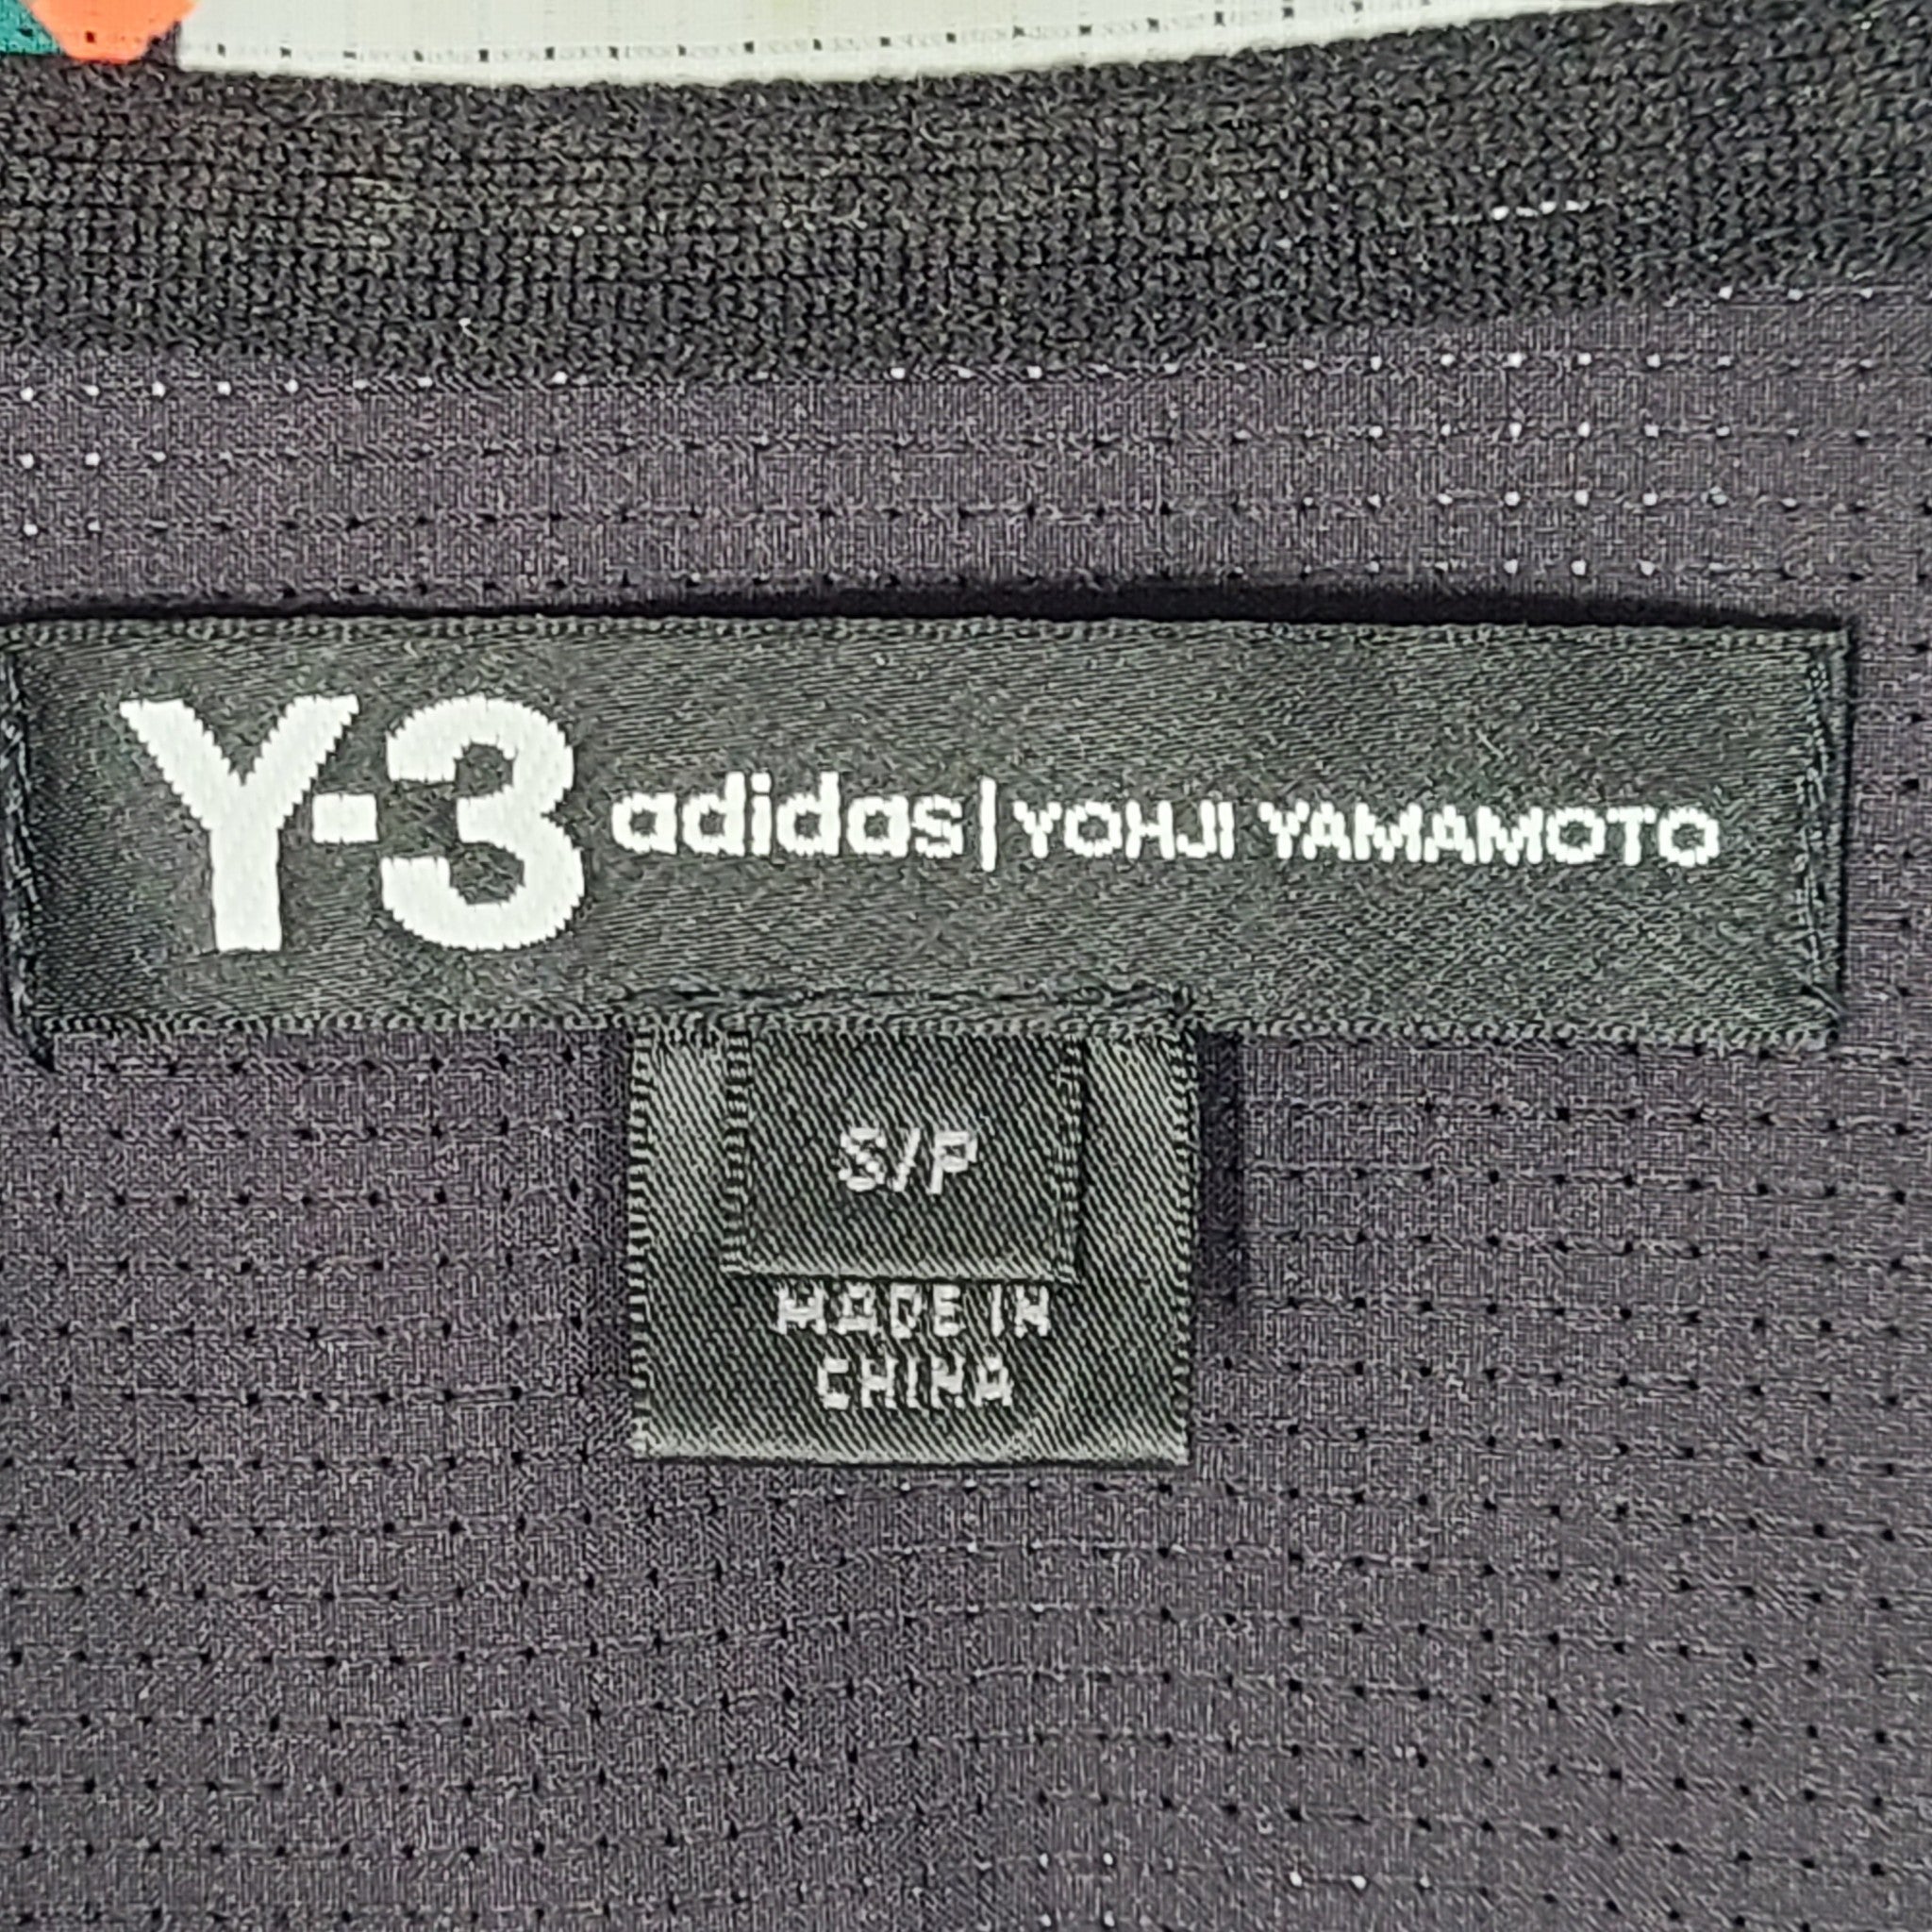 Y-3 adidas | YOHJI YAMAMOTO
S/P
MADE IN
CHINA